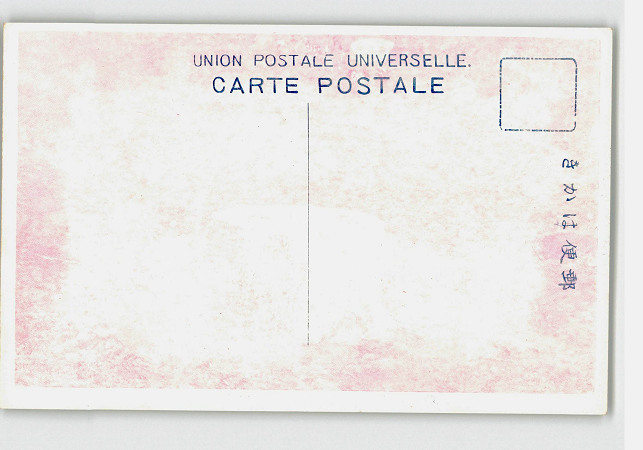 UNION POSTALE UNIVERSELLE.
CARTE POSTALE
きかは便郵